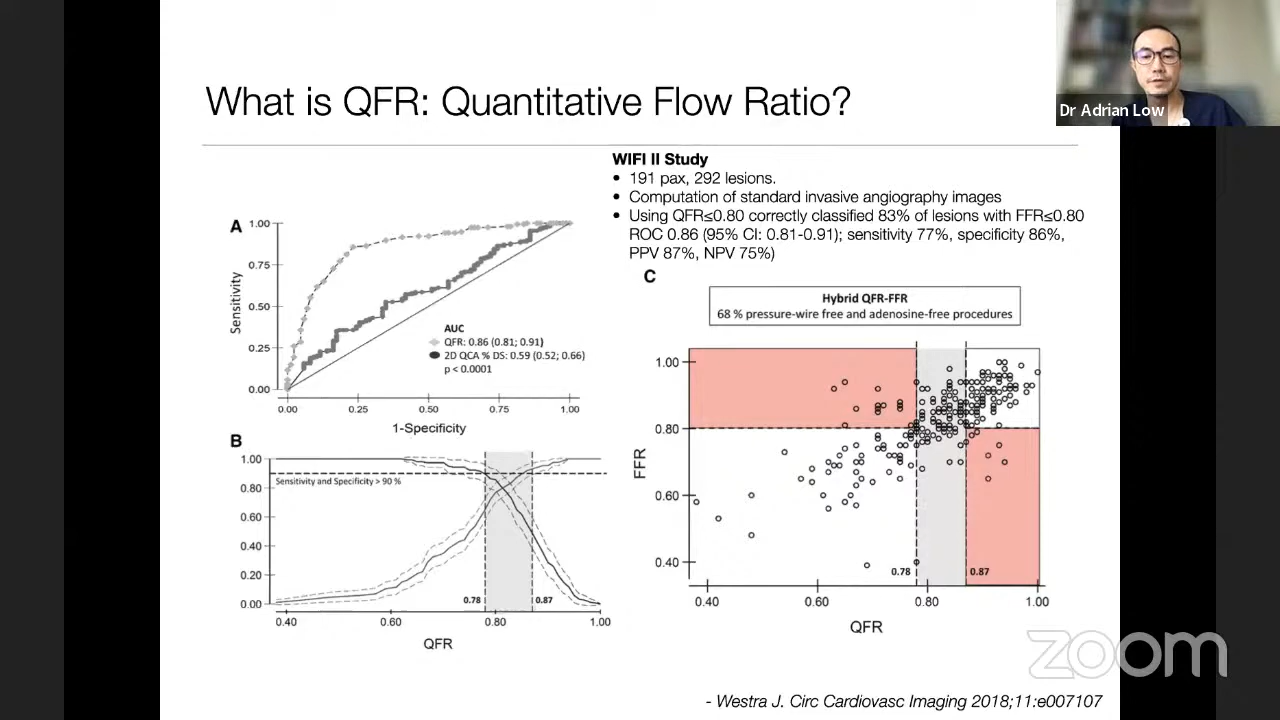 Dr Adrian Low
What is QFR: Quantitative Flow Ratio?
WIFI II Study
• 191 pax, 292 lesions.
• Computation of standard invasive angiography images
• Using QFR≤0.80 correctly classified 83% of lesions with FFR≤0.80
ROC 0.86 (95% CI: 0.81-0.91); sensitivity 77%, specificity 86%,
PPV 87%, NPV 75%)
A
1.00
0.75
0.50
0.25
0.00
Sensitivity
AUC
QFR: 0.86 (0.81; 0.91)
2D QCA % DS: 0.59 (0.52; 0.66)
p < 0.0001
0.00 0.25 0.50 0.75 1.00
1-Specificity
B
1.00
0.80
0.60
0.40
0.20
0.00
Sensitivity and Specificity > 90 %
0.78 0.87
0.40 0.60 0.80 1.00
QFR
C
Hybrid QFR-FFR
68 % pressure-wire free and adenosine-free procedures
1.00
0.80
0.60
0.40
FFR
0.78 0.87
0.40 0.60 0.80 1.00
QFR
zoom
- Westra J. Circ Cardiovasc Imaging 2018;11:e007107